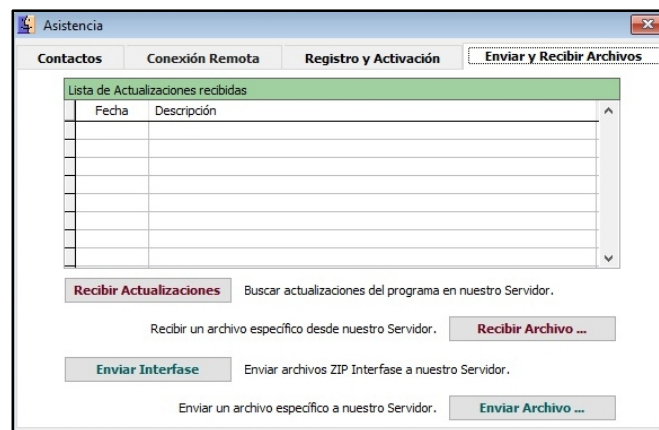 Asistencia
Contactos Conexión Remota Registro y Activación Enviar y Recibir Archivos
Lista de Actualizaciones recibidas
Fecha Descripción
Recibir Actualizaciones Buscar actualizaciones del programa en nuestro Servidor.
Recibir un archivo específico desde nuestro Servidor. Recibir Archivo ...
Enviar Interfase Enviar archivos ZIP Interfase a nuestro Servidor.
Enviar un archivo específico a nuestro Servidor. Enviar Archivo ...